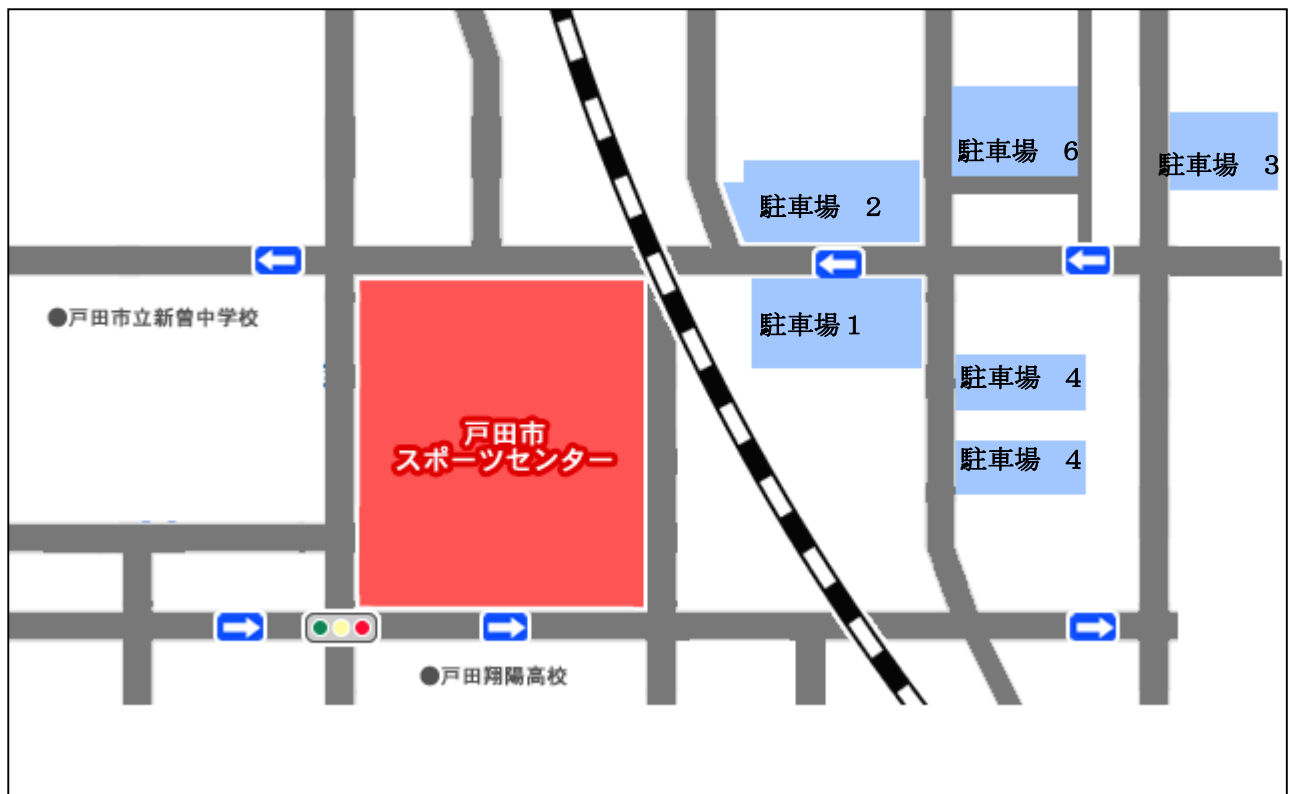 駐車場　6
駐車場　3
駐車場　2
●戸田市立新曽中学校
駐車場１
駐車場　4
戸田市
スポーツセンター
駐車場　4
●戸田翔陽高校